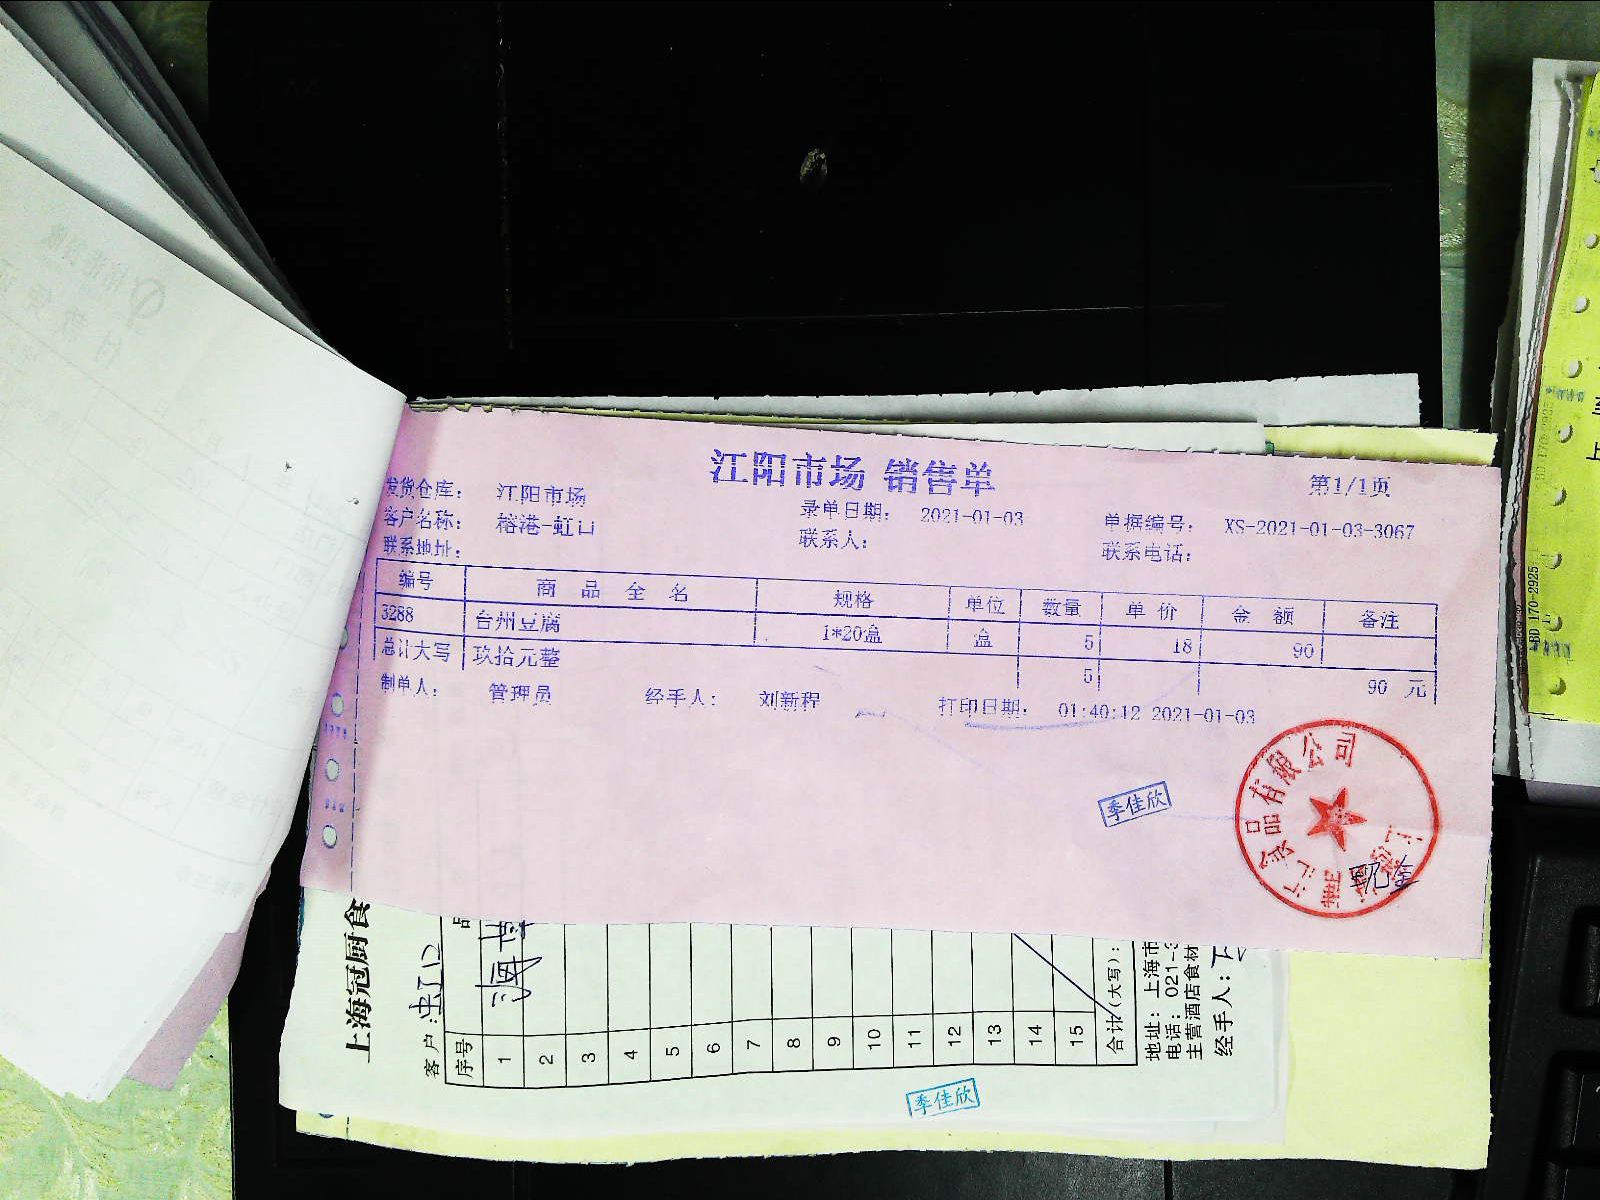 江阳市场 销售单
第1/1页
发货仓库： 江阳市场
录单日期： 2021-01-03
单据编号： XS-2021-01-03-3067
客户名称： 榕港-虹口
联系人：
联系电话：
联系地址：
编号 商 品 全 名 规格 单位 数量 单 价 金 额 备注
3288 台州豆腐 1*20盒 盒 5 18 90
总计大写 玖拾元整 5 90 元
制单人： 管理员 经手人： 刘新程 打印日期： 01:40:12 2021-01-03
季佳欣
品有限公司
上海冠厨食
客户：虹口
序号 品
1
2
3
4
5
6
7
8
9
10
11
12
13
14
15
合计(大写)：
地址：上海市
电话：021-3
主营酒店食材
经手人：
季佳欣